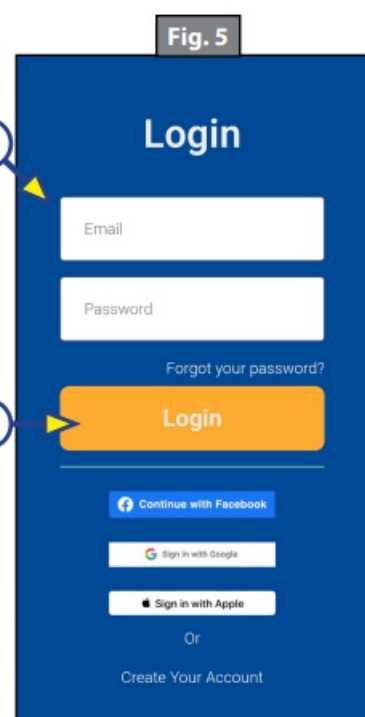 Fig. 5
Login
Email
Password
Forgot your password?
Login
Continue with Facebook
Sign in with Google
Sign in with Apple
Or
Create Your Account